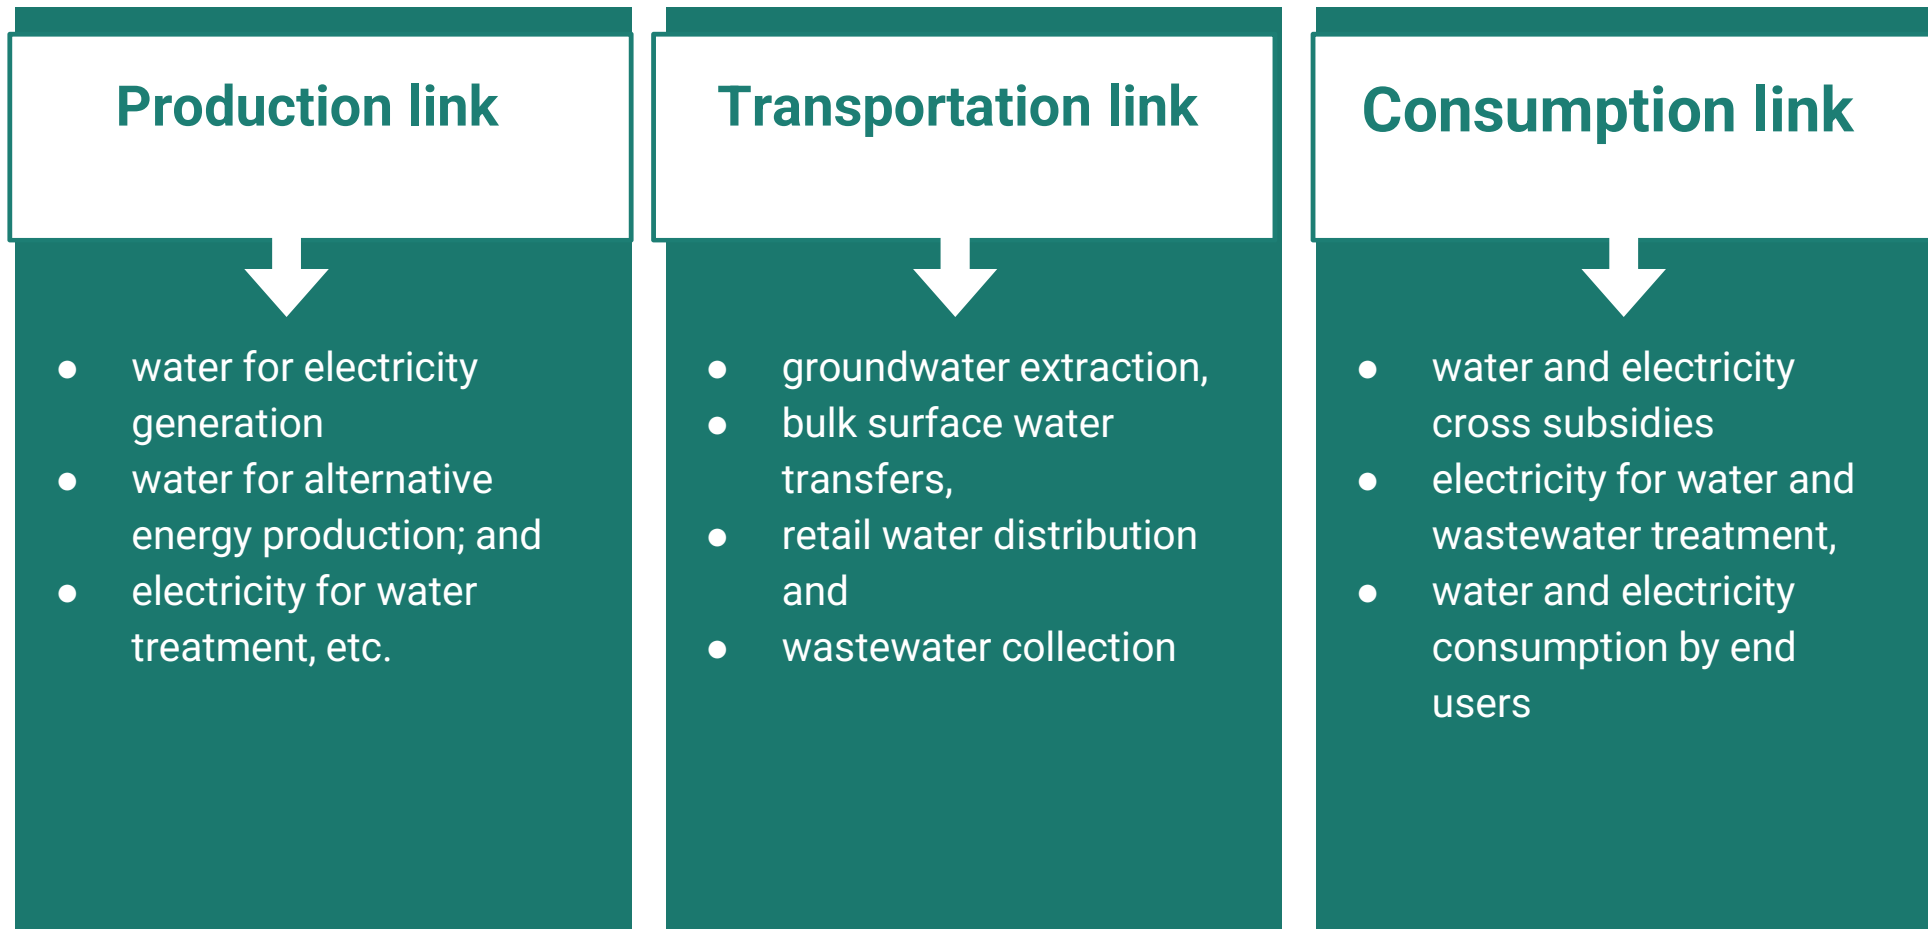 Production link
● water for electricity
generation
● water for alternative
energy production; and
● electricity for water
treatment, etc.
Transportation link
● groundwater extraction,
● bulk surface water
transfers,
● retail water distribution
and
● wastewater collection
Consumption link
● water and electricity
cross subsidies
● electricity for water and
wastewater treatment,
● water and electricity
consumption by end
users